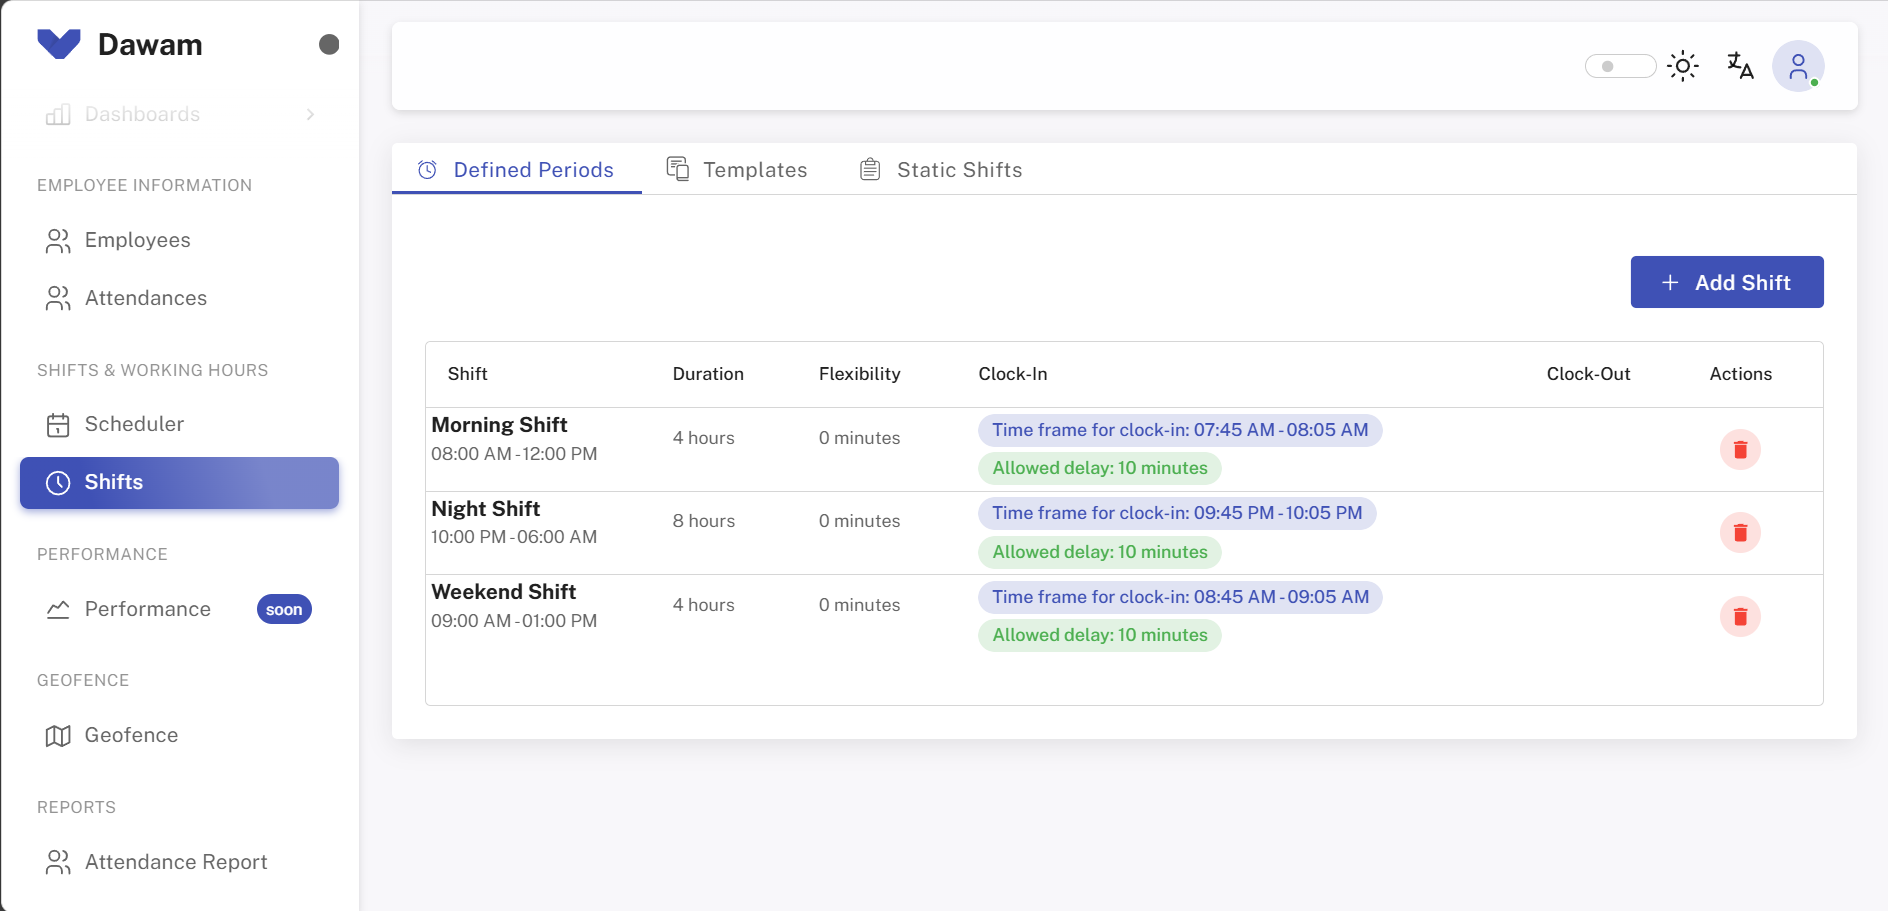 Dawam
Dashboards
EMPLOYEE INFORMATION
Employees
Attendances
SHIFTS & WORKING HOURS
Scheduler
Shifts
PERFORMANCE
Performance soon
GEOFENCE
Geofence
REPORTS
Attendance Report
Defined Periods Templates Static Shifts
Add Shift
Shift Duration Flexibility Clock-In Clock-Out Actions
Morning Shift
08:00 AM - 12:00 PM
4 hours
0 minutes
Time frame for clock-in: 07:45 AM - 08:05 AM
Allowed delay: 10 minutes
Night Shift
10:00 PM - 06:00 AM
8 hours
0 minutes
Time frame for clock-in: 09:45 PM - 10:05 PM
Allowed delay: 10 minutes
Weekend Shift
09:00 AM - 01:00 PM
4 hours
0 minutes
Time frame for clock-in: 08:45 AM - 09:05 AM
Allowed delay: 10 minutes